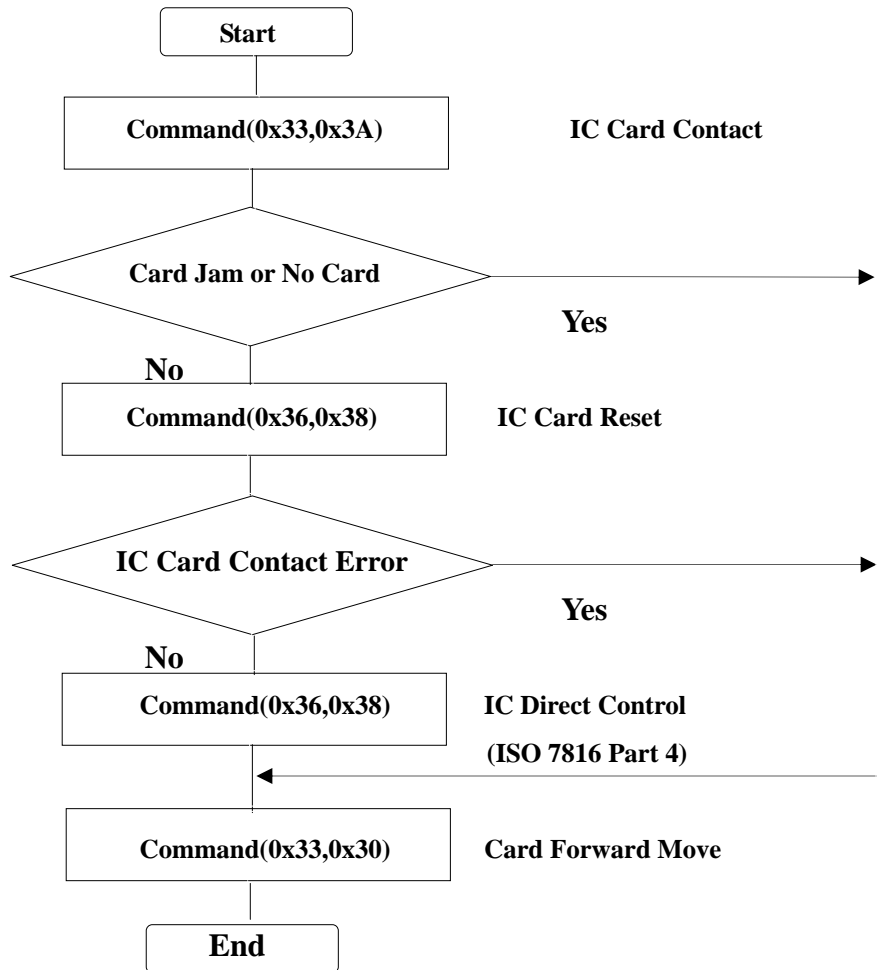 Start
Command(0x33,0x3A)
IC Card Contact
Card Jam or No Card
Yes
No
Command(0x36,0x38)
IC Card Reset
IC Card Contact Error
Yes
No
Command(0x36,0x38)
IC Direct Control
(ISO 7816 Part 4)
Command(0x33,0x30)
Card Forward Move
End